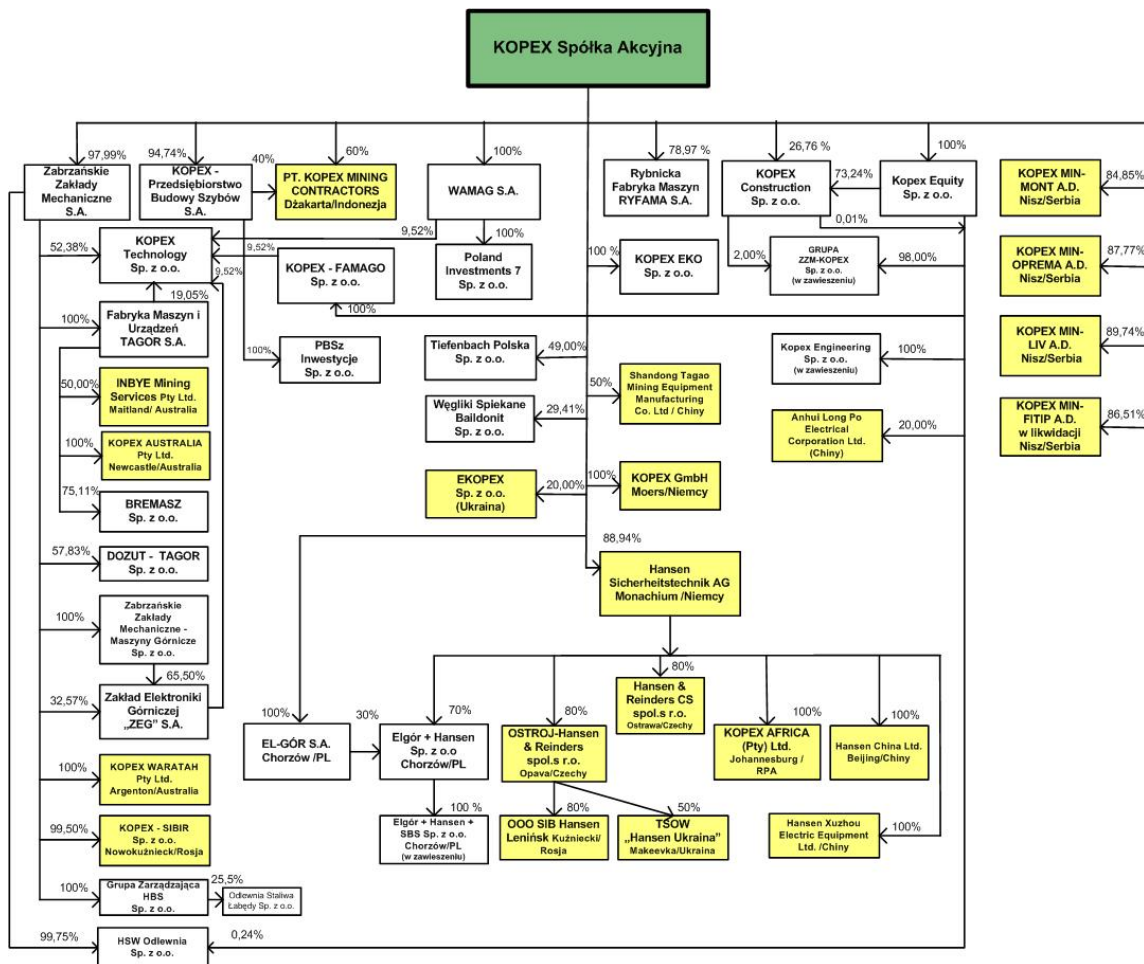 KOPEX Spółka Akcyjna
97,99%
Zabrzańskie
Zakłady
Mechaniczne
S.A.
94,74%
KOPEX -
Przedsiębiorstwo
Budowy Szybów
S.A.
40%
60%
PT. KOPEX MINING
CONTRACTORS
Dżakarta/Indonezja
100%
WAMAG S.A.
78,97 %
Rybnicka
Fabryka Maszyn
RYFAMA S.A.
26,76 %
KOPEX
Construction
Sp. z o.o.
73,24%
100%
Kopex Equity
Sp. z o.o.
0,01%
KOPEX MIN-
MONT A.D.
Nisz/Serbia
84,85%
52,38%
KOPEX
Technology
Sp. z o.o.
9,52%
9,52%
9,52%
19,05%
KOPEX - FAMAGO
Sp. z o.o.
100%
100%
Poland
Investments 7
Sp. z o.o.
100 %
KOPEX EKO
Sp. z o.o.
2,00%
GRUPA
ZZM-KOPEX
Sp. z o.o.
(w zawieszeniu)
98,00%
KOPEX MIN-
OPREMA A.D.
Nisz/Serbia
87,77%
100%
Fabryka Maszyn i
Urządzeń
TAGOR S.A.
100%
PBSz
Inwestycje
Sp. z o.o.
Tiefenbach Polska
Sp. z o.o.
49,00%
Kopex Engineering
Sp. z o.o.
(w zawieszeniu)
100%
KOPEX MIN-
LIV A.D.
Nisz/Serbia
89,74%
50,00%
INBYE Mining
Services Pty Ltd.
Maitland/ Australia
50%
Shandong Tagao
Mining Equipment
Manufacturing
Co. Ltd / Chiny
Węgliki Spiekane
Baildonit
Sp. z o.o.
29,41%
Anhui Long Po
Electrical
Corporation Ltd.
(Chiny)
20,00%
KOPEX MIN-
FITIP A.D.
w likwidacji
Nisz/Serbia
86,51%
100%
KOPEX AUSTRALIA
Pty Ltd.
Newcastle/Australia
75,11%
BREMASZ
Sp. z o.o.
EKOPEX
Sp. z o.o.
(Ukraina)
20,00%
100%
KOPEX GmbH
Moers/Niemcy
57,83%
DOZUT - TAGOR
Sp. z o.o.
88,94%
Hansen
Sicherheitstechnik AG
Monachium /Niemcy
100%
Zabrzańskie
Zakłady
Mechaniczne -
Maszyny Górnicze
Sp. z o.o.
65,50%
32,57%
Zakład Elektroniki
Górniczej
„ZEG” S.A.
100%
EL-GÓR S.A.
Chorzów /PL
30%
70%
Elgór + Hansen
Sp. z o.o
Chorzów/PL
80%
OSTROJ-Hansen
& Reinders
spol.s r.o.
Opava/Czechy
80%
Hansen &
Reinders CS
spol.s r.o.
Ostrawa/Czechy
100%
KOPEX AFRICA
(Pty) Ltd.
Johannesburg /
RPA
100%
Hansen China Ltd.
Beijing/Chiny
100%
KOPEX WARATAH
Pty Ltd.
Argenton/Australia
99,50%
KOPEX - SIBIR
Sp. z o.o.
Nowokuźnieck/Rosja
100 %
Elgór + Hansen +
SBS Sp. z o.o.
Chorzów/PL
(w zawieszeniu)
80%
OOO SIB Hansen
Lenińsk Kuźniecki/
Rosja
50%
TSOW
„Hansen Ukraina”
Makeevka/Ukraina
Hansen Xuzhou
Electric Equipment
Ltd. /Chiny
100%
100%
Grupa Zarządzająca
HBS
Sp. z o.o.
25,5%
Odlewnia Staliwa
Łabędy Sp. z o.o.
99,75%
HSW Odlewnia
Sp. z o.o.
0,24%